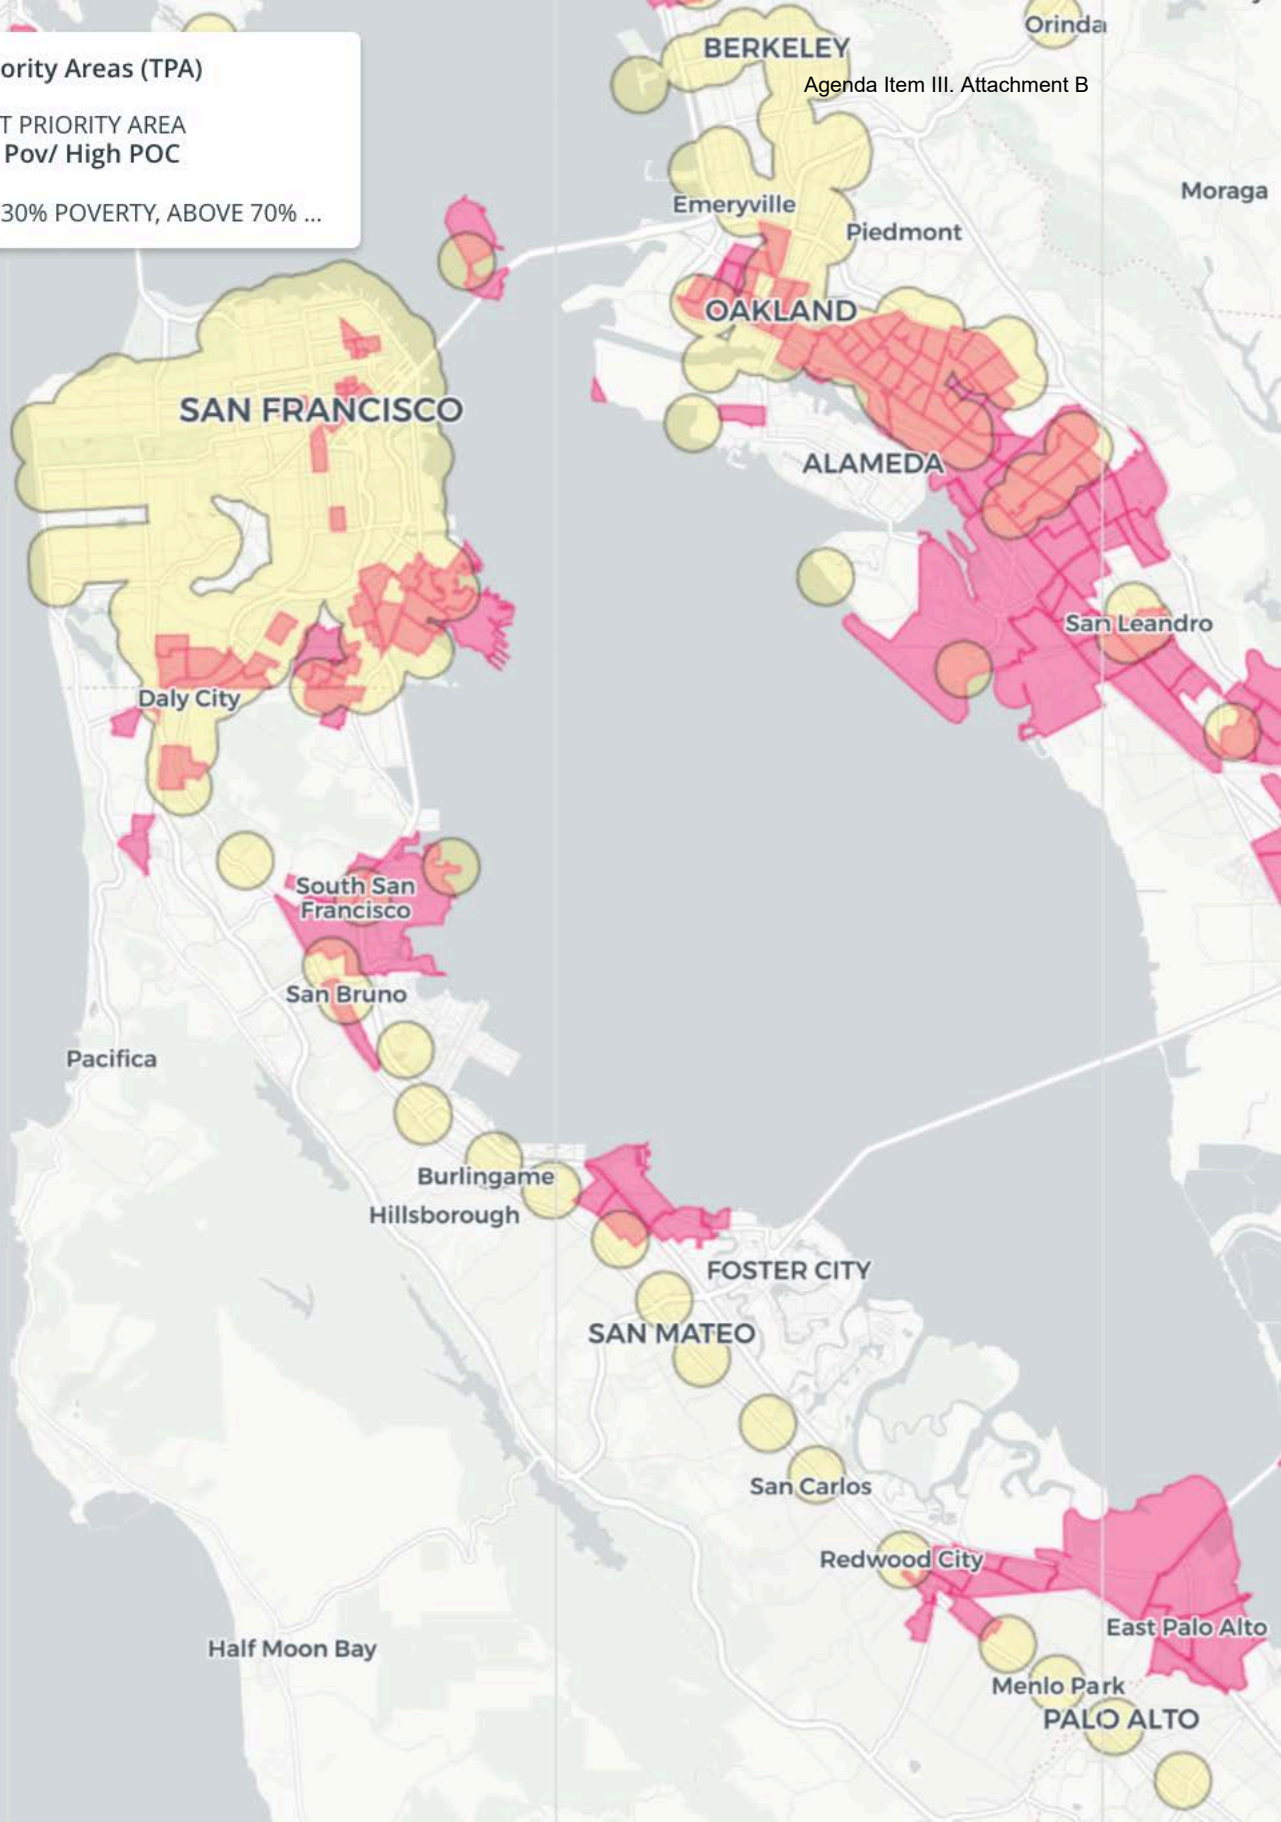 ority Areas (TPA)
T PRIORITY AREA
Pov/ High POC
30% POVERTY, ABOVE 70% ...
Orinda
BERKELEY
Agenda Item III. Attachment B
Moraga
Emeryville
Piedmont
OAKLAND
SAN FRANCISCO
ALAMEDA
San Leandro
Daly City
South San
Francisco
San Bruno
Pacifica
Burlingame
Hillsborough
FOSTER CITY
SAN MATEO
San Carlos
Redwood City
East Palo Alto
Half Moon Bay
Menlo Park
PALO ALTO